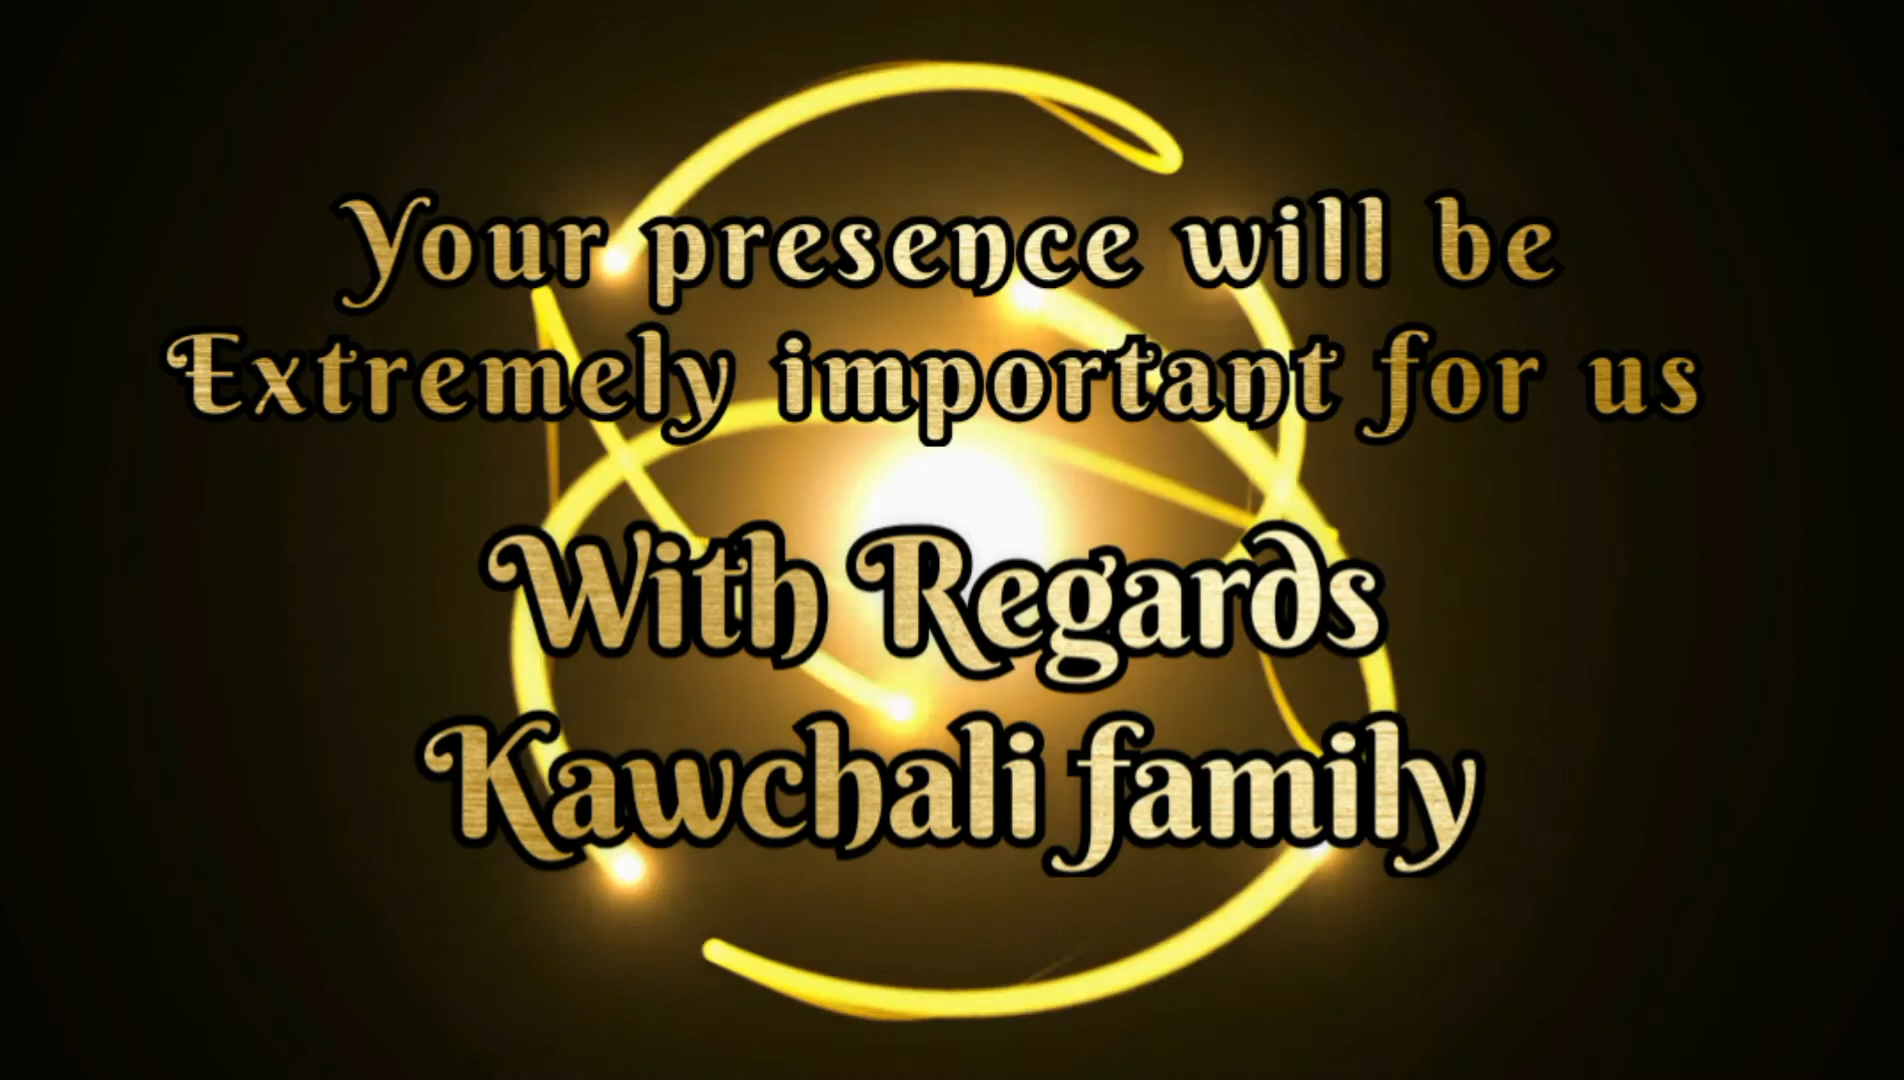 Your presence will be
Extremely important for us
With Regards
Kawchali family